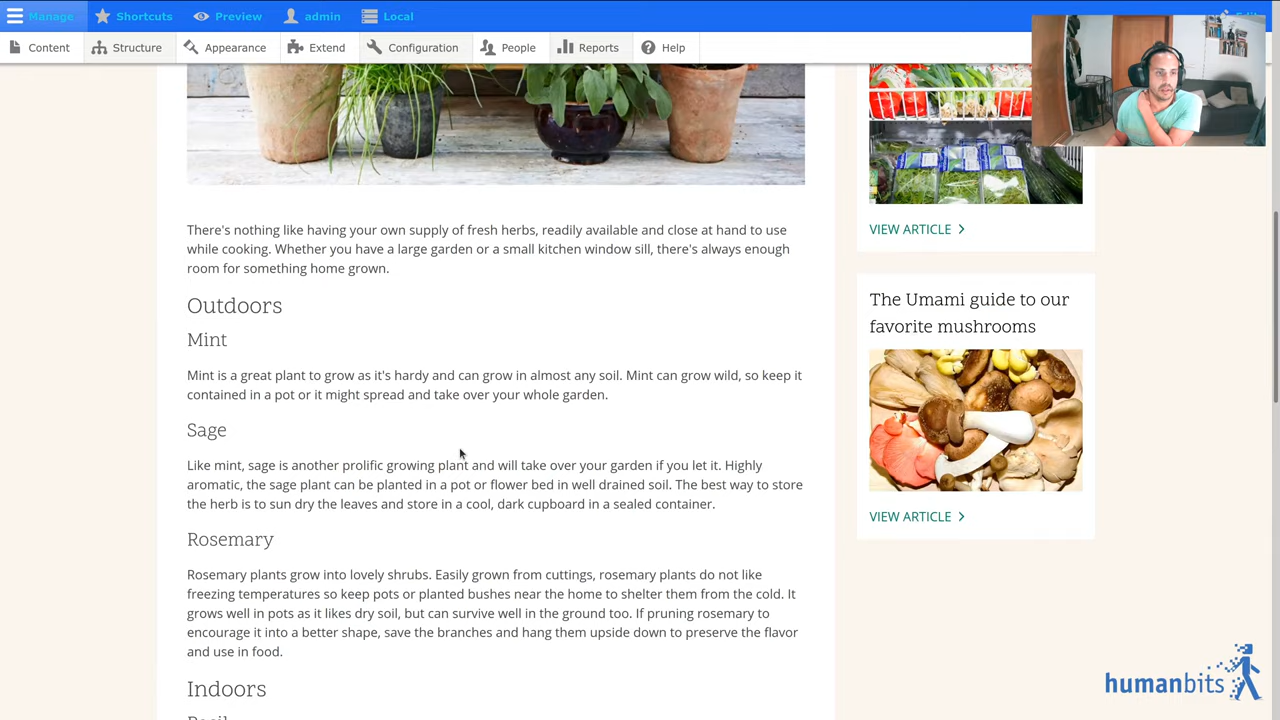 Manage
Shortcuts
Preview
admin
Local
Edit
Content
Structure
Appearance
Extend
Configuration
People
Reports
Help
There's nothing like having your own supply of fresh herbs, readily available and close at hand to use
while cooking. Whether you have a large garden or a small kitchen window sill, there's always enough
room for something home grown.
Outdoors
Mint
Mint is a great plant to grow as it's hardy and can grow in almost any soil. Mint can grow wild, so keep it
contained in a pot or it might spread and take over your whole garden.
Sage
Like mint, sage is another prolific growing plant and will take over your garden if you let it. Highly
aromatic, the sage plant can be planted in a pot or flower bed in well drained soil. The best way to store
the herb is to sun dry the leaves and store in a cool, dark cupboard in a sealed container.
Rosemary
Rosemary plants grow into lovely shrubs. Easily grown from cuttings, rosemary plants do not like
freezing temperatures so keep pots or planted bushes near the home to shelter them from the cold. It
grows well in pots as it likes dry soil, but can survive well in the ground too. If pruning rosemary to
encourage it into a better shape, save the branches and hang them upside down to preserve the flavor
and use in food.
Indoors
VIEW ARTICLE
The Umami guide to our
favorite mushrooms
VIEW ARTICLE
humanbits